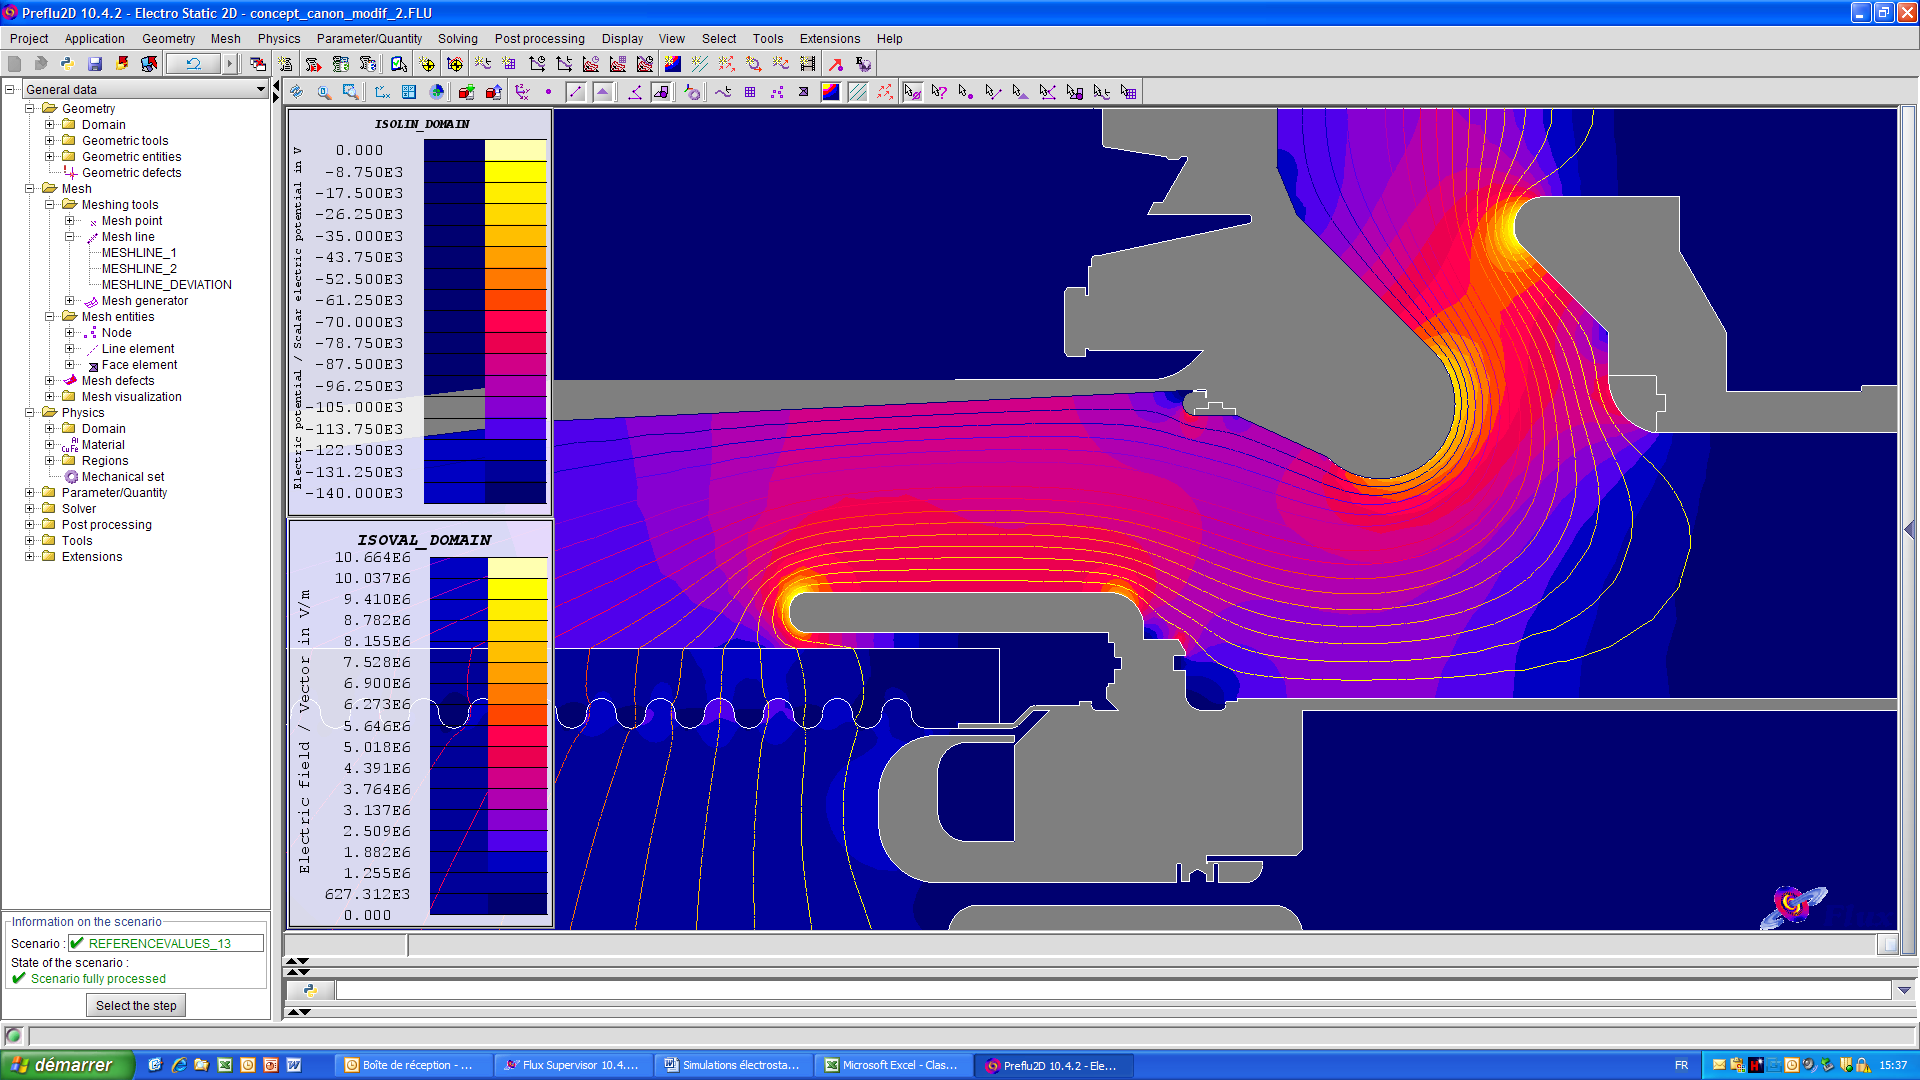 Preflu2D 10.4.2 - Electro Static 2D - concept_canon_modif_2.FLU
Project Application Geometry Mesh Physics Parameter/Quantity Solving Post processing Display View Select Tools Extensions Help
General data
Geometry
Domain
Geometric tools
Geometric entities
Geometric defects
Mesh
Meshing tools
Mesh point
Mesh line
MESHLINE_1
MESHLINE_2
MESHLINE_DEVIATION
Mesh generator
Mesh entities
Node
Line element
Face element
Mesh defects
Mesh visualization
Physics
Domain
Material
Regions
Mechanical set
Parameter/Quantity
Solver
Post processing
Tools
Extensions
Information on the scenario
Scenario : REFERENCEVALUES_13
State of the scenario :
Scenario fully processed
Select the step
ISOLIN_DOMAIN
Electric potential / Scalar electric potential in V
0.000
-8.750E3
-17.500E3
-26.250E3
-35.000E3
-43.750E3
-52.500E3
-61.250E3
-70.000E3
-78.750E3
-87.500E3
-96.250E3
-105.000E3
-113.750E3
-122.500E3
-131.250E3
-140.000E3
ISOVAL_DOMAIN
Electric field / Vector in V/m
10.664E6
10.037E6
9.410E6
8.782E6
8.155E6
7.528E6
6.900E6
6.273E6
5.646E6
5.018E6
4.391E6
3.764E6
3.137E6
2.509E6
1.882E6
1.255E6
627.312E3
0.000
démarrer
Boîte de réception - ...
Flux Supervisor 10.4....
Simulations électrosta...
Microsoft Excel - Clas...
Preflu2D 10.4.2 - Ele...
FR
15:37